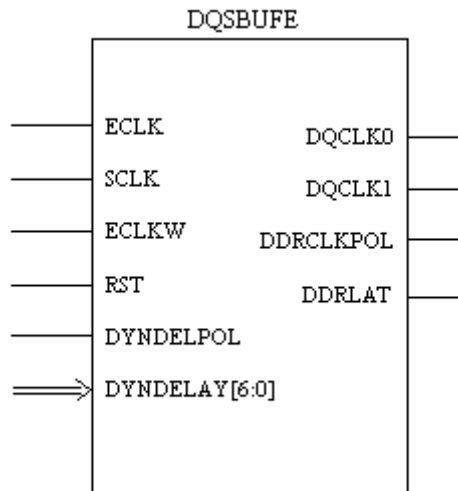 DQSBUFE
ECLK
SCLK
ECLKW
RST
DYNDELPOL
DYNDELAY[6:0]
DQCLK0
DQCLK1
DDRCLKPOL
DDRLAT